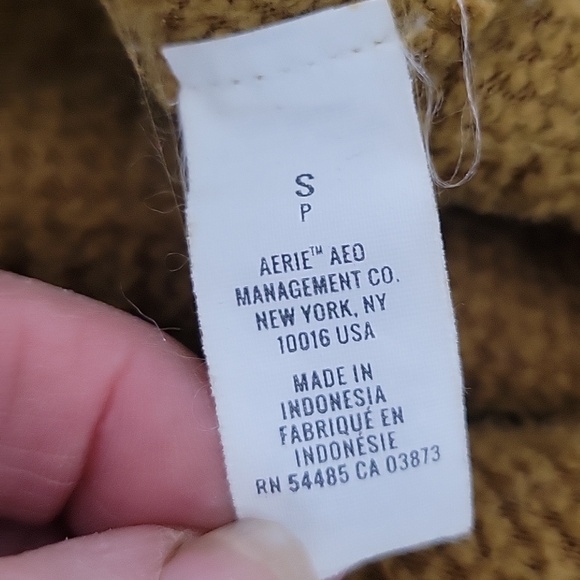 S
P
AERIE™ AEO
MANAGEMENT CO.
NEW YORK, NY
10016 USA
MADE IN
INDONESIA
FABRIQUÉ EN
INDONÉSIE
RN 54485 CA 03873